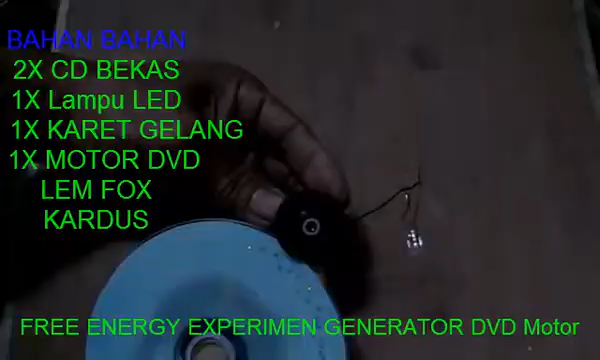 BAHAN BAHAN
2X CD BEKAS
1X Lampu LED
1X KARET GELANG
1X MOTOR DVD
LEM FOX
KARDUS
FREE ENERGY EXPERIMEN GENERATOR DVD Motor